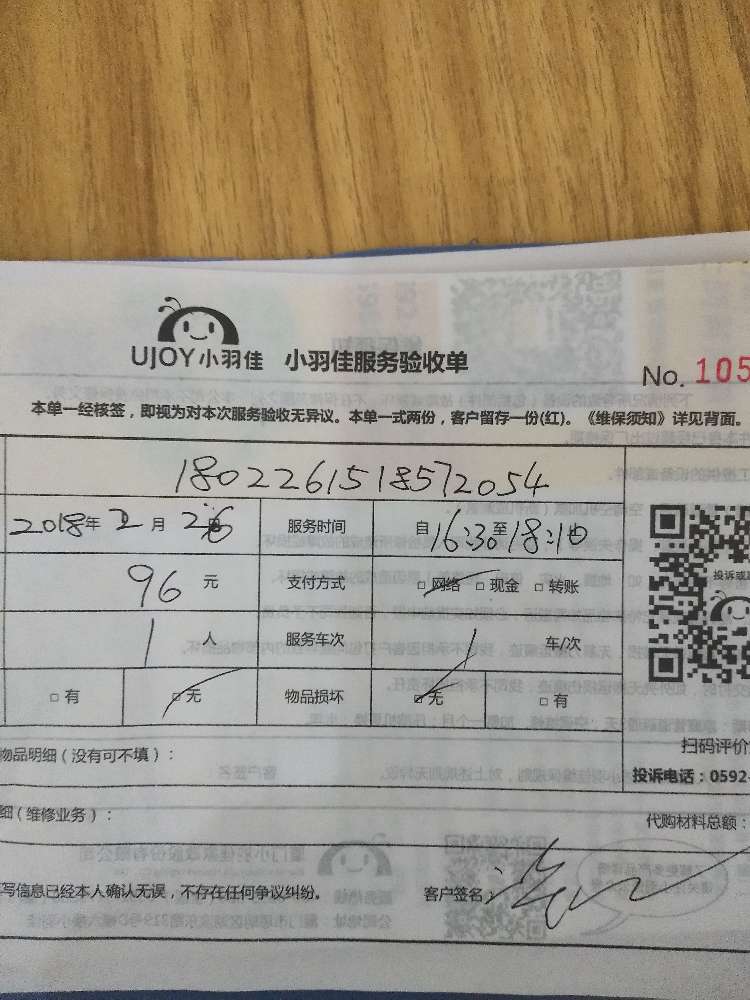 UJOY小羽佳 小羽佳服务验收单
No. 105
本单一经核签，即视为对本次服务验收无异议。本单一式两份，客户留存一份(红)。《维保须知》详见背面。
1802261518572054
2018年 2 月 26 服务时间 自16:30至18:10
96 元 支付方式 □ 网络 □ 现金 □ 转账
1 人 服务车次 1 车/次
□ 有 □ 无 物品损坏 □ 无 □ 有
投诉或
扫码评价
物品明细（没有可不填）：
投诉电话：0592-
细（维修业务）：
代购材料总额：
写信息已经本人确认无误，不存在任何争议纠纷。 客户签名：